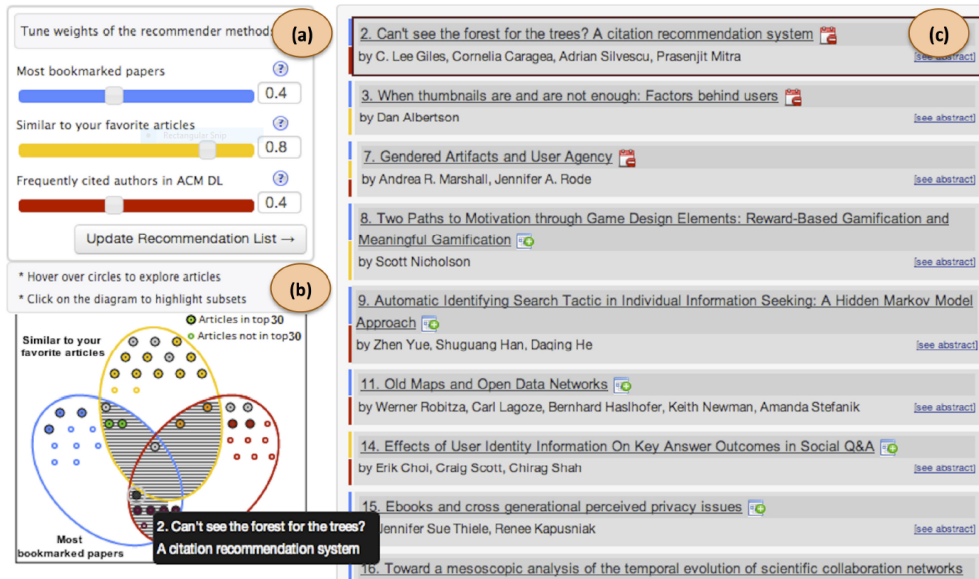 Tune weights of the recommender methods
(a)
Most bookmarked papers
?
0.4
Similar to your favorite articles
?
Rectangular Snip
0.8
Frequently cited authors in ACM DL
?
0.4
Update Recommendation List →
* Hover over circles to explore articles
(b)
* Click on the diagram to highlight subsets
Articles in top30
Articles not in top30
Similar to your
favorite articles
Most
bookmarked papers
2. Can't see the forest for the trees?
A citation recommendation system
(c)
2. Can't see the forest for the trees? A citation recommendation system
by C. Lee Giles, Cornelia Caragea, Adrian Silvescu, Prasenjit Mitra
[see abstract]
3. When thumbnails are and are not enough: Factors behind users
by Dan Albertson
[see abstract]
7. Gendered Artifacts and User Agency
by Andrea R. Marshall, Jennifer A. Rode
[see abstract]
8. Two Paths to Motivation through Game Design Elements: Reward-Based Gamification and
Meaningful Gamification
by Scott Nicholson
[see abstract]
9. Automatic Identifying Search Tactic in Individual Information Seeking: A Hidden Markov Model
Approach
by Zhen Yue, Shuguang Han, Daqing He
[see abstract]
11. Old Maps and Open Data Networks
by Werner Robitza, Carl Lagoze, Bernhard Haslhofer, Keith Newman, Amanda Stefanik
[see abstract]
14. Effects of User Identity Information On Key Answer Outcomes in Social Q&A
by Erik Choi, Craig Scott, Chirag Shah
[see abstract]
15. Ebooks and cross generational perceived privacy issues
Jennifer Sue Thiele, Renee Kapusniak
[see abstract]
16. Toward a mesoscopic analysis of the temporal evolution of scientific collaboration networks